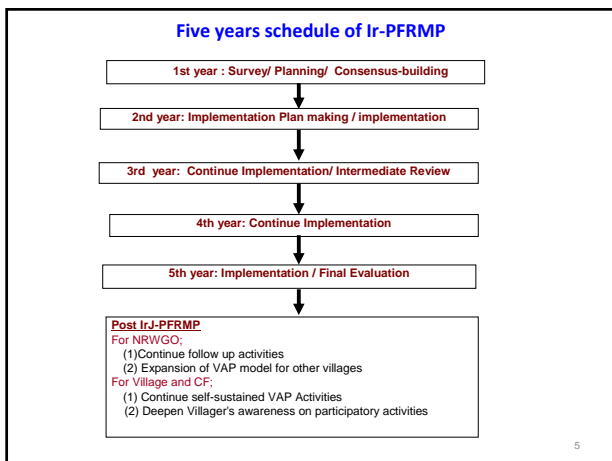 Five years schedule of Ir-PFRMP
1st year : Survey/ Planning/ Consensus-building
2nd year: Implementation Plan making / implementation
3rd year: Continue Implementation/ Intermediate Review
4th year: Continue Implementation
5th year: Implementation / Final Evaluation
Post IrJ-PFRMP
For NRWGO;
(1)Continue follow up activities
(2) Expansion of VAP model for other villages
For Village and CF;
(1) Continue self-sustained VAP Activities
(2) Deepen Villager's awareness on participatory activities
5